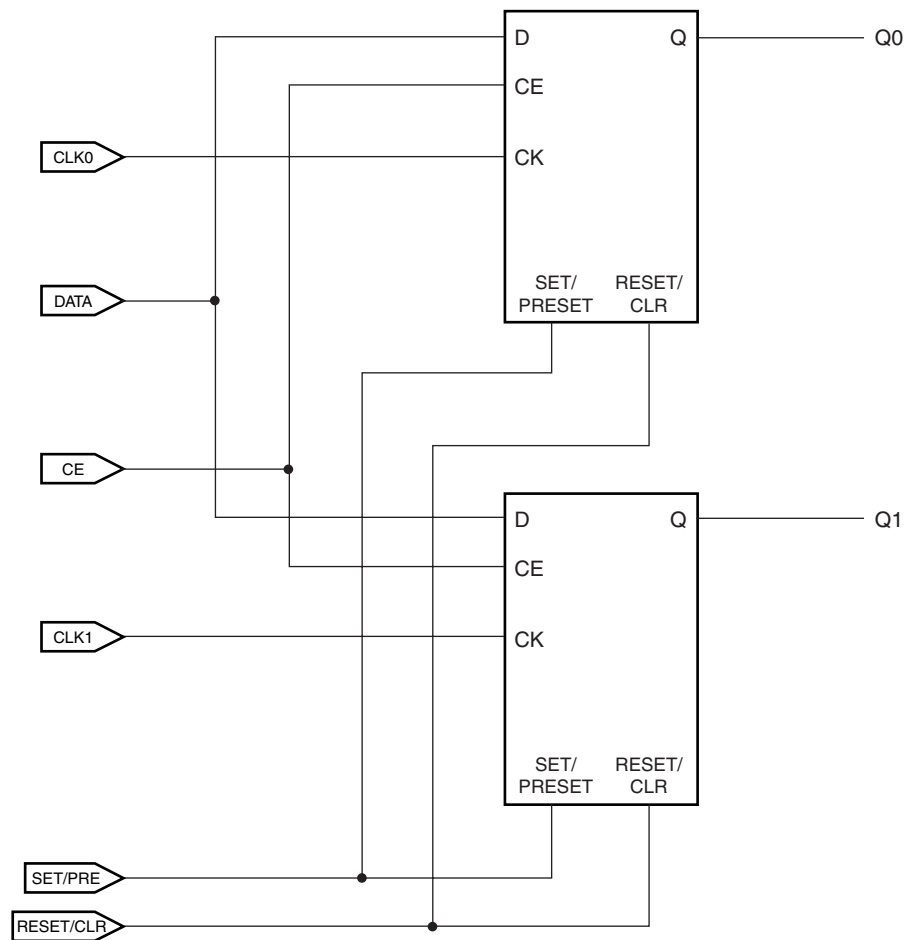 D Q Q0
CE
CLK0 CK
DATA
SET/ RESET/
PRESET CLR
CE
D Q Q1
CE
CLK1 CK
SET/ RESET/
PRESET CLR
SET/PRE
RESET/CLR